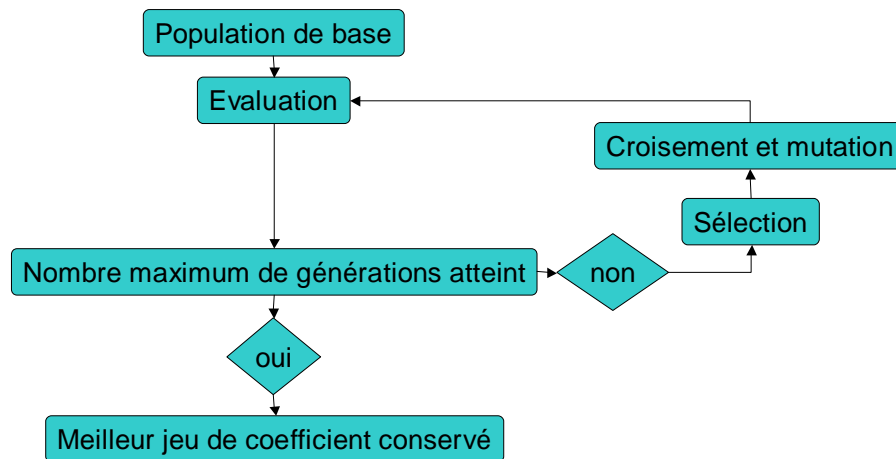 Population de base
Evaluation
Croisement et mutation
Sélection
Nombre maximum de générations atteint
non
oui
Meilleur jeu de coefficient conservé